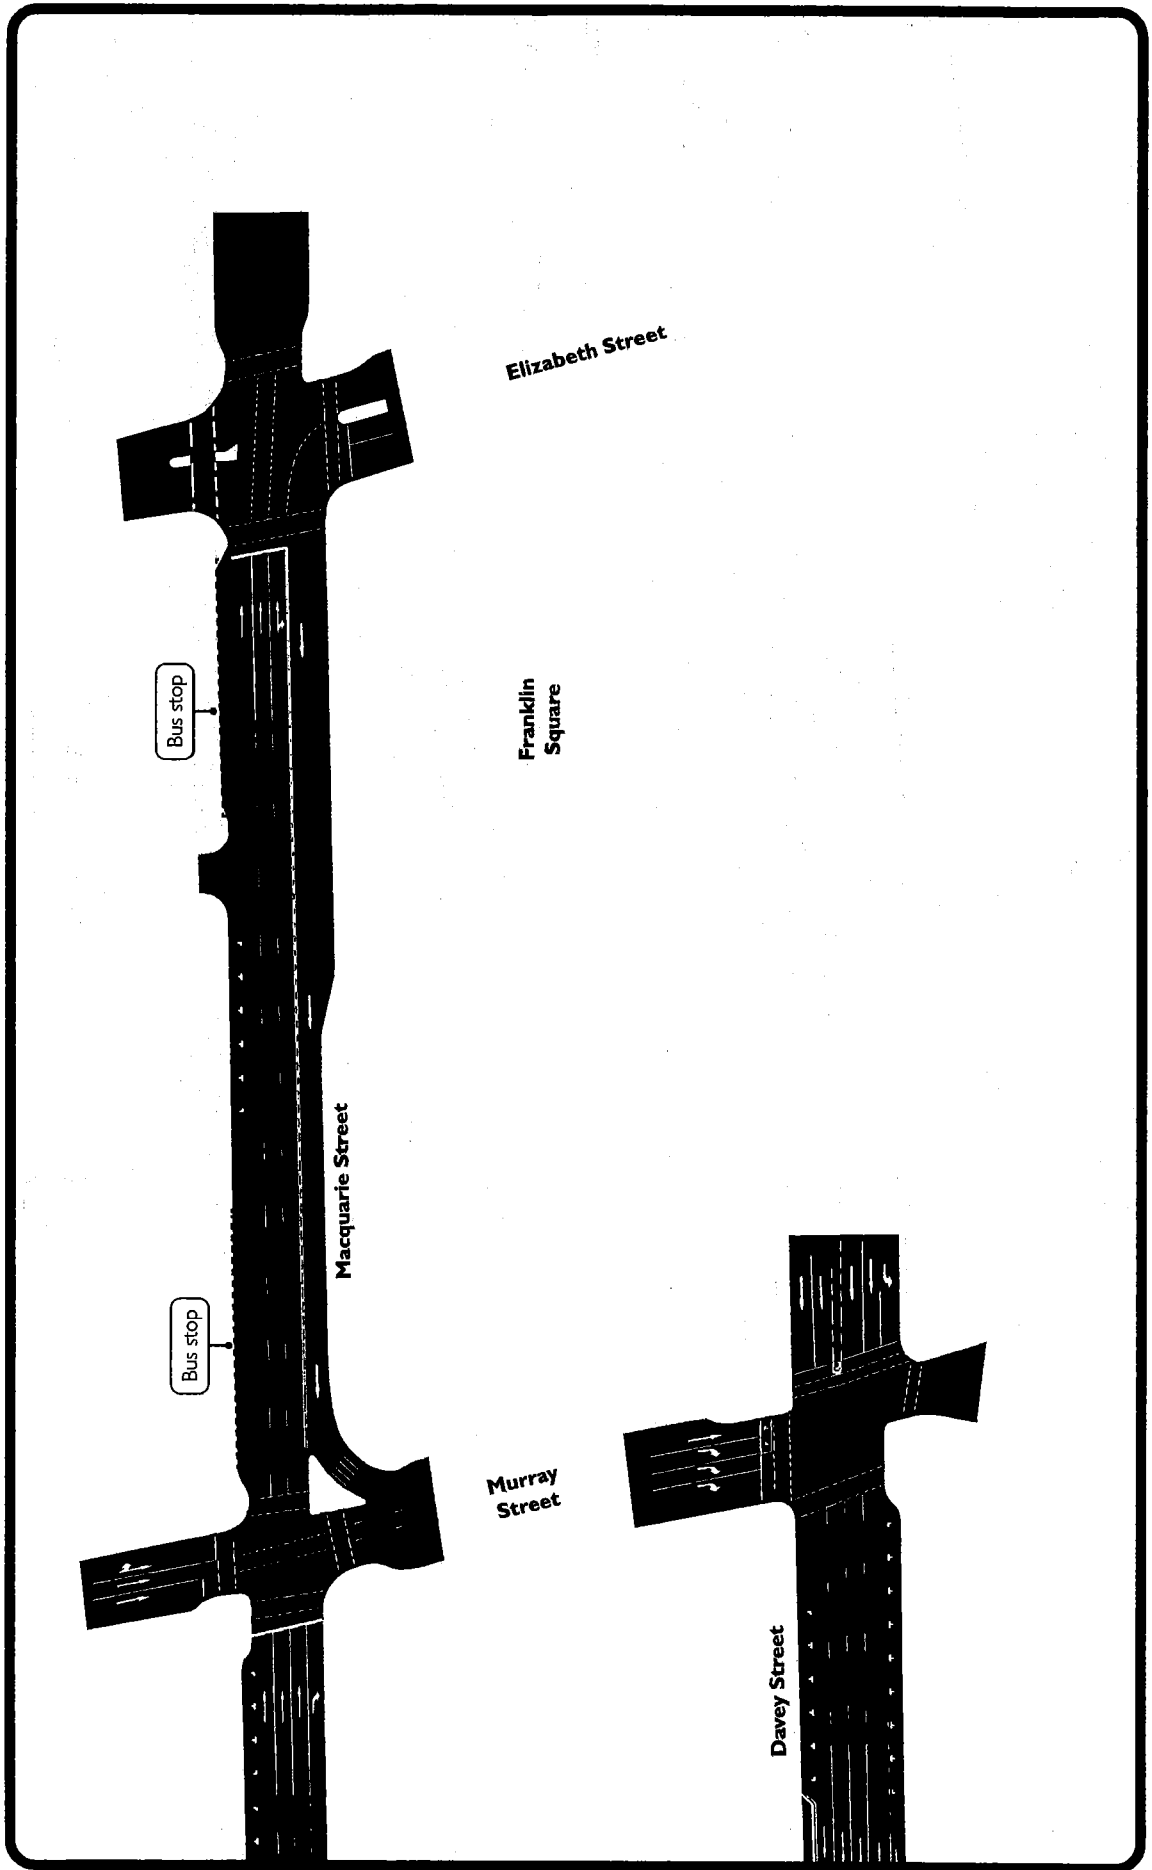 Elizabeth Street
Bus stop
Franklin
Square
Macquarie Street
Bus stop
Murray
Street
Davey Street